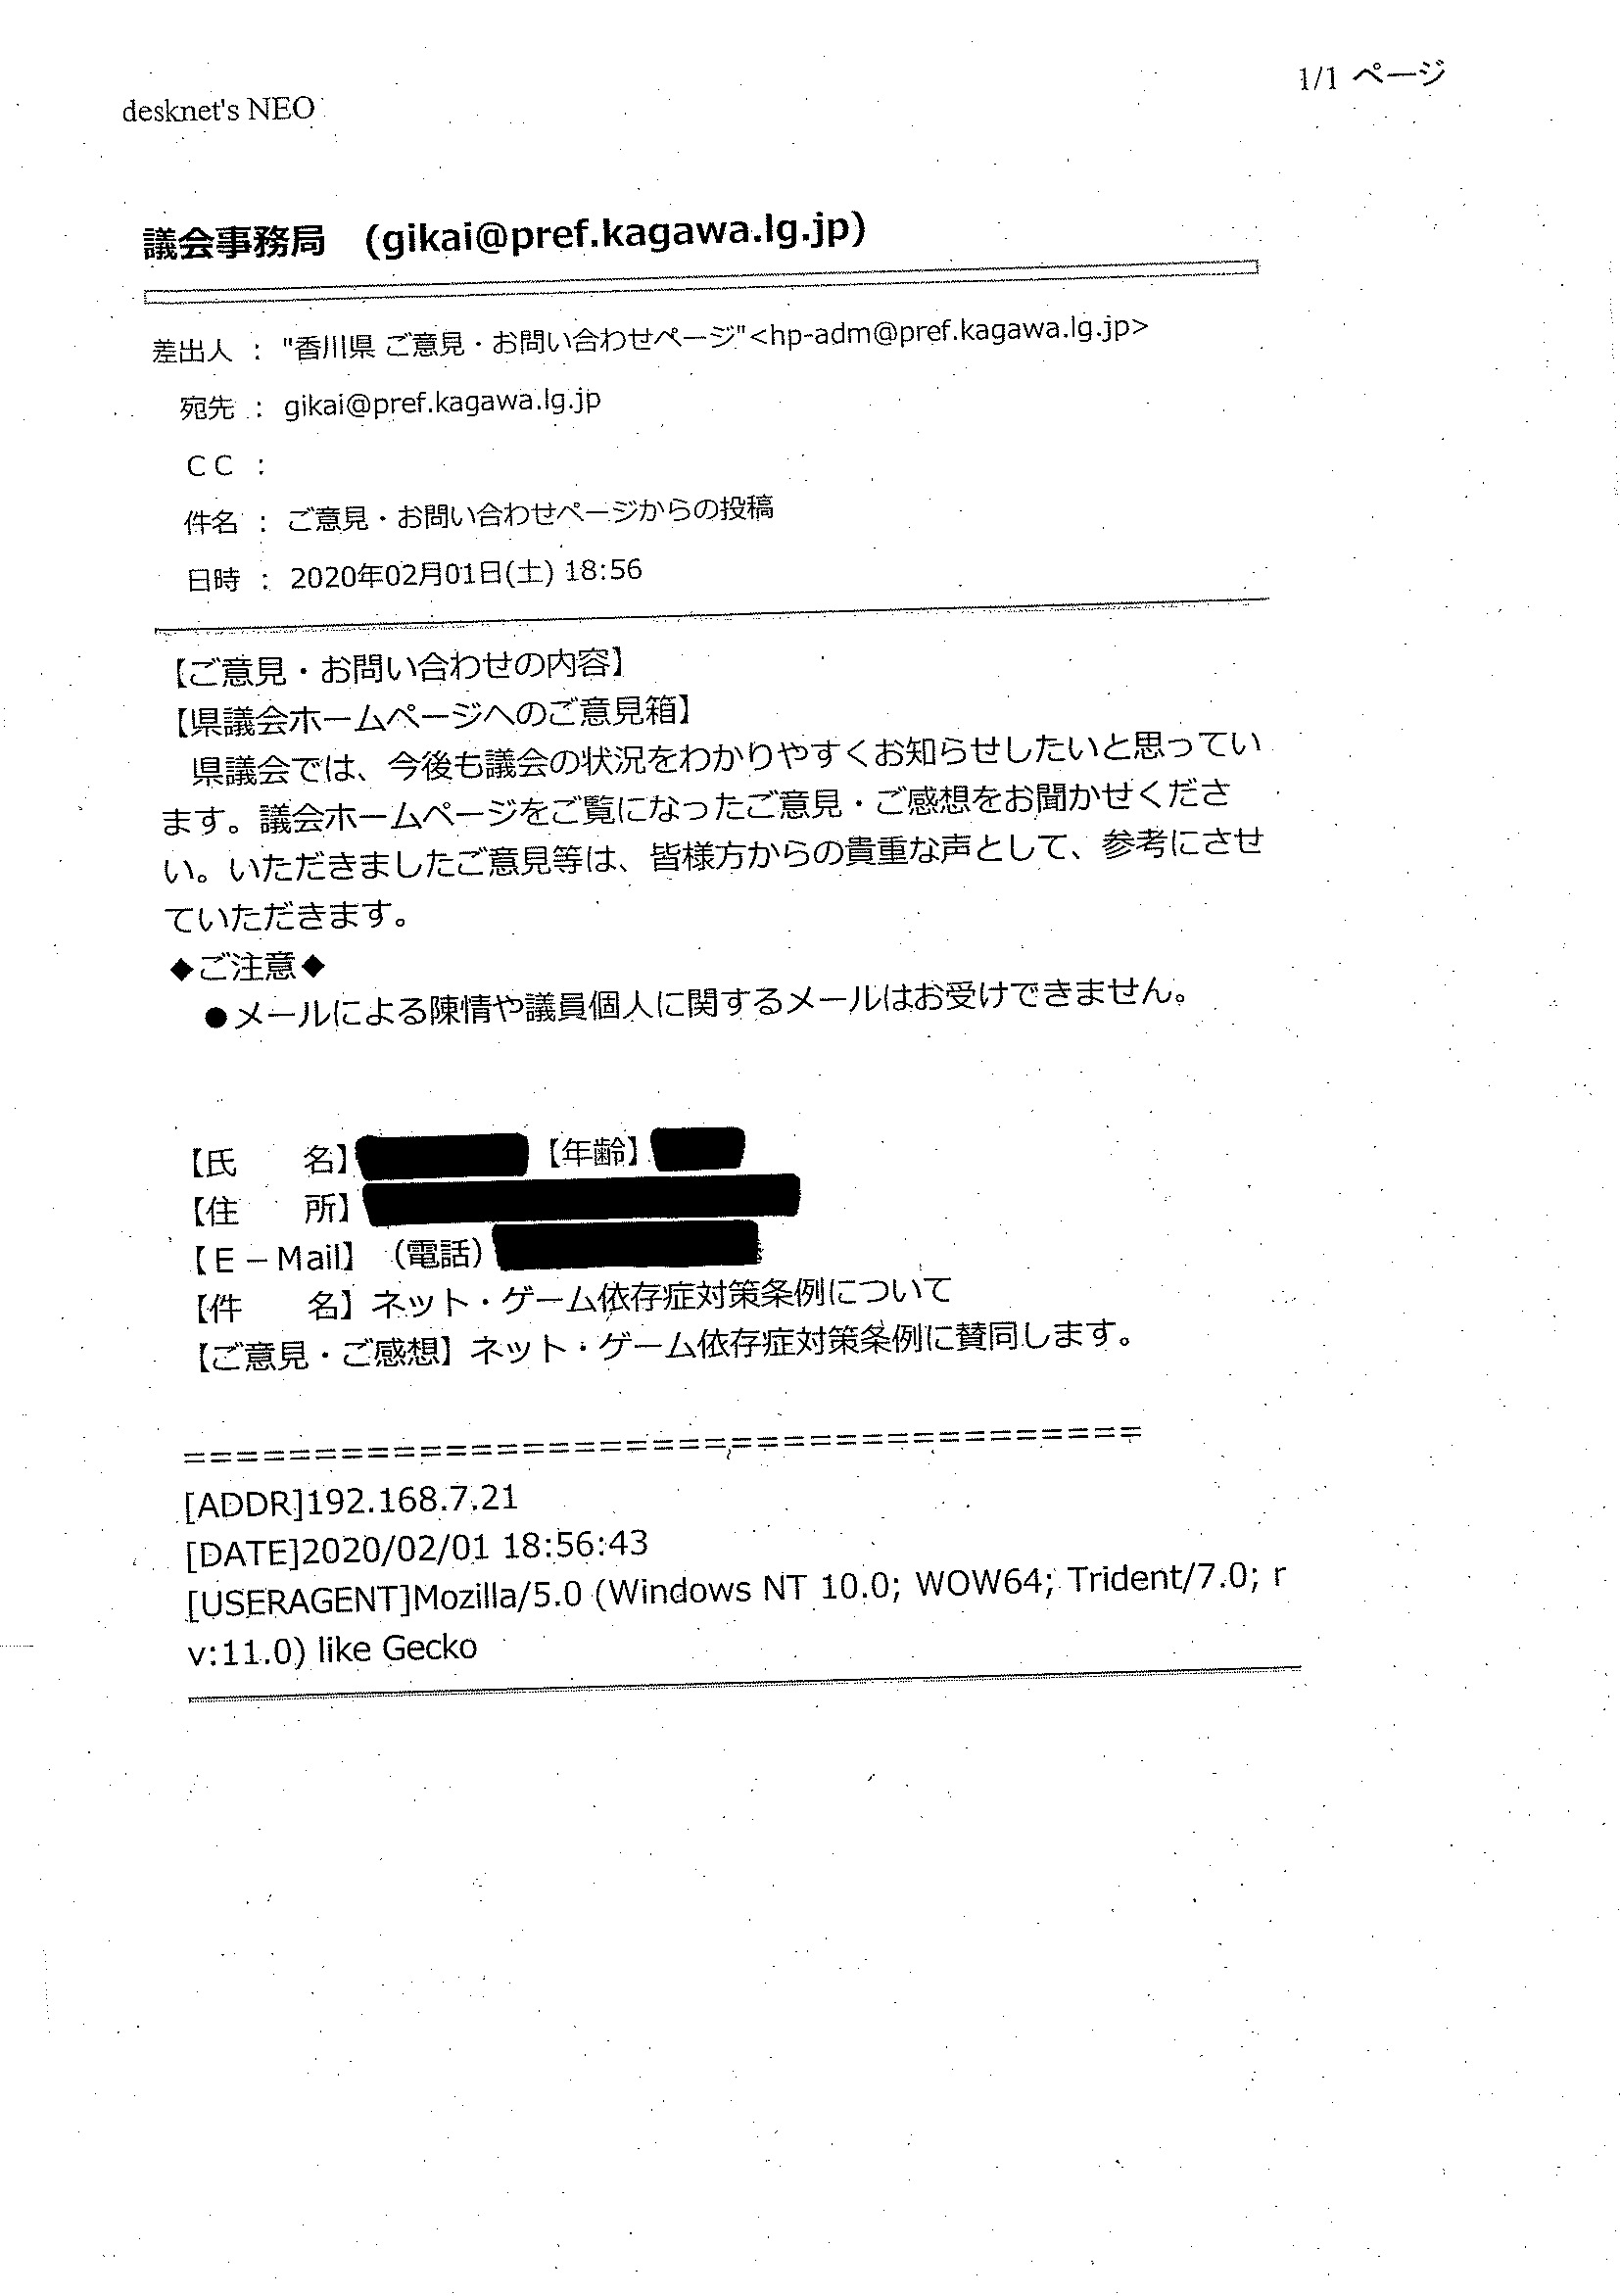 1/1 ページ
desknet's NEO
議会事務局　(gikai@pref.kagawa.lg.jp)
差出人 ： "香川県 ご意見・お問い合わせページ"<hp-adm@pref.kagawa.lg.jp>
宛先 ： gikai@pref.kagawa.lg.jp
ＣＣ ：
件名 ： ご意見・お問い合わせページからの投稿
日時 ： 2020年02月01日(土) 18:56
【ご意見・お問い合わせの内容】
【県議会ホームページへのご意見箱】
　県議会では、今後も議会の状況をわかりやすくお知らせしたいと思ってい
ます。議会ホームページをご覧になったご意見・ご感想をお聞かせくださ
い。いただきましたご意見等は、皆様方からの貴重な声として、参考にさせ
ていただきます。
◆ご注意◆
　●メールによる陳情や議員個人に関するメールはお受けできません。
【氏　　名】 【年齢】
【住　　所】
【Ｅ－Mail】（電話）
【件　　名】ネット・ゲーム依存症対策条例について
【ご意見・ご感想】ネット・ゲーム依存症対策条例に賛同します。
=====================================
[ADDR]192.168.7.21
[DATE]2020/02/01 18:56:43
[USERAGENT]Mozilla/5.0 (Windows NT 10.0; WOW64; Trident/7.0; r
v:11.0) like Gecko